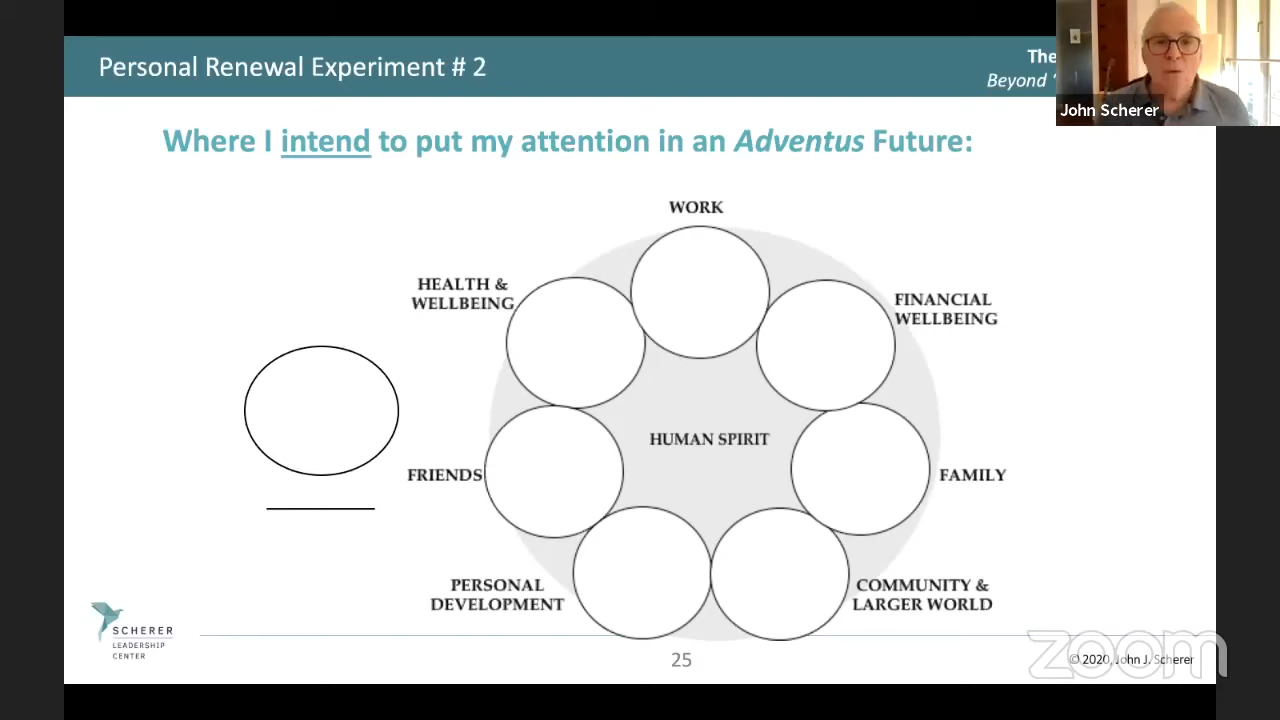 Personal Renewal Experiment # 2
The
Beyond
John Scherer
Where I intend to put my attention in an Adventus Future:
WORK
HEALTH &
WELLBEING
FINANCIAL
WELLBEING
HUMAN SPIRIT
FRIENDS
FAMILY
PERSONAL
DEVELOPMENT
COMMUNITY &
LARGER WORLD
SCHERER
LEADERSHIP
CENTER
25
zoom
© 2020, John J. Scherer